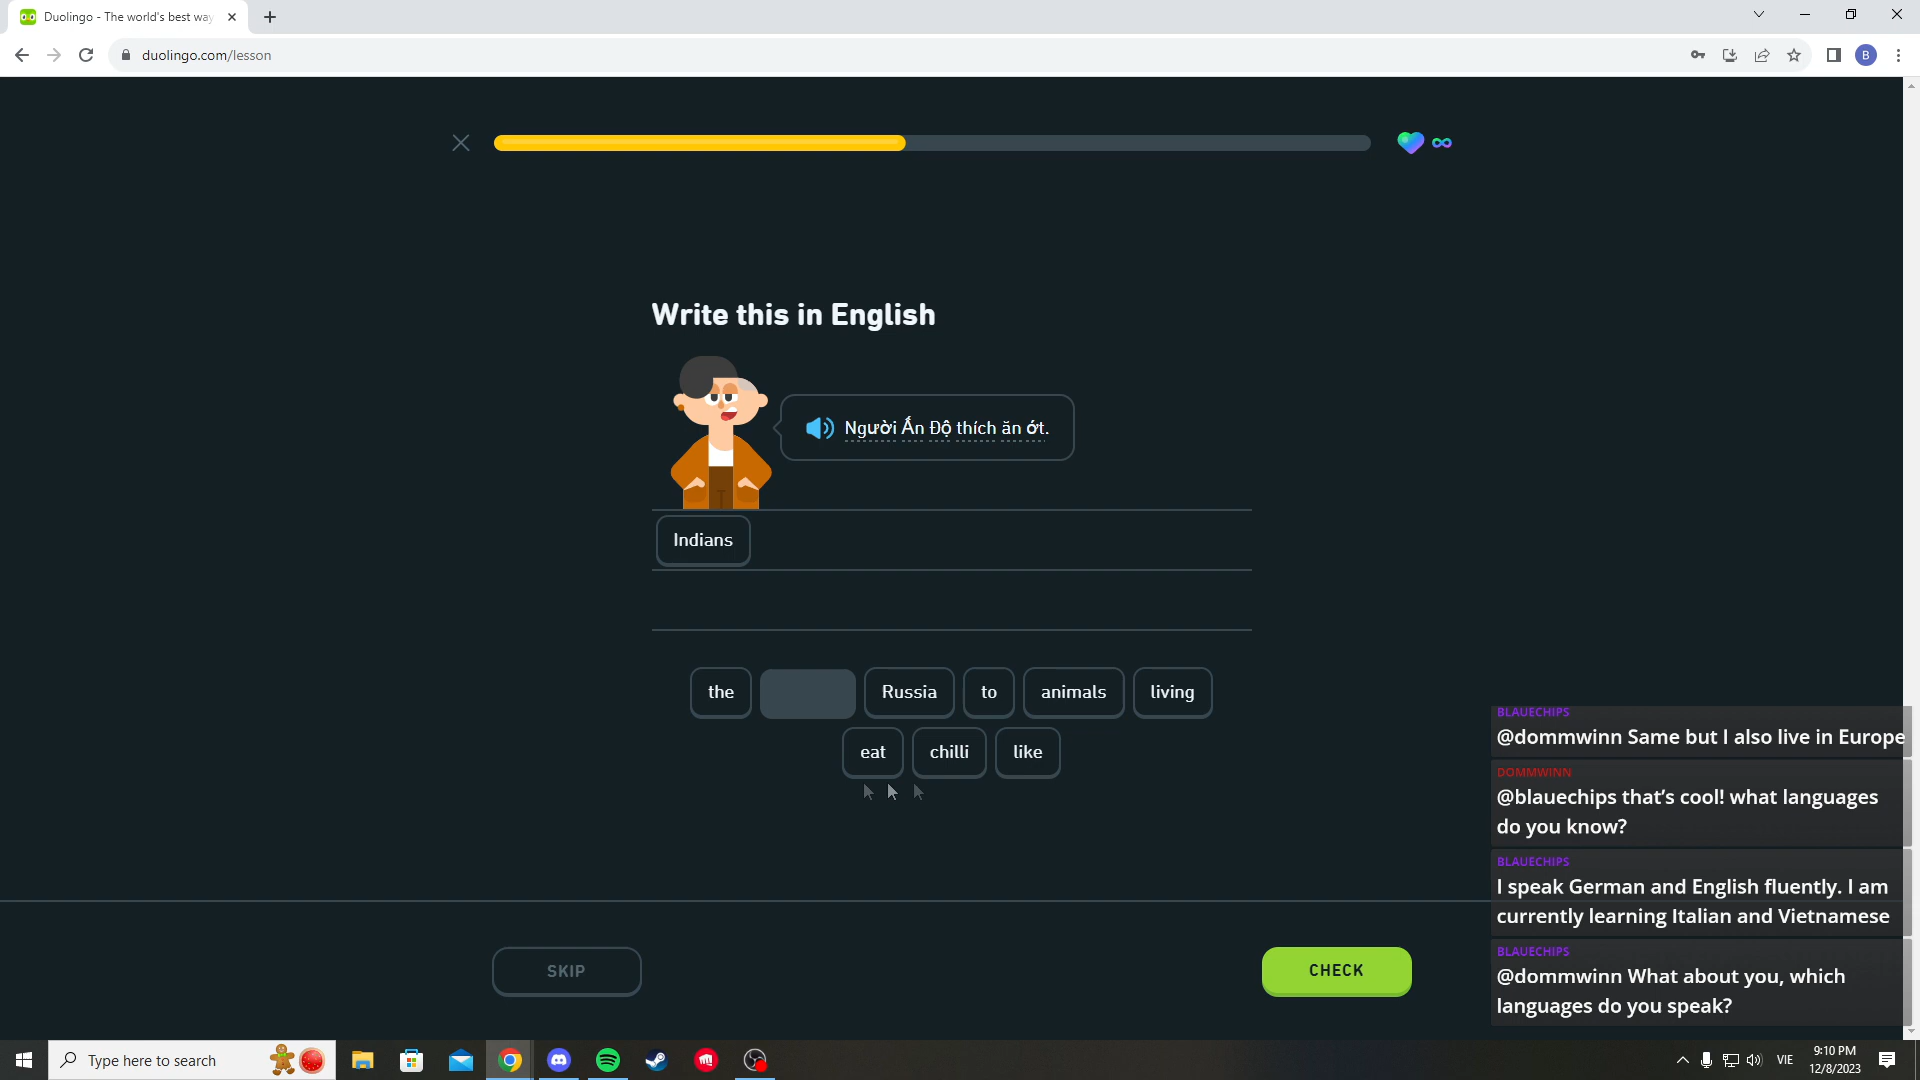 Duolingo - The world's best way
duolingo.com/lesson
B
Write this in English
Người Ấn Độ thích ăn ớt.
Indians
the Russia to animals living
eat chilli like
SKIP
CHECK
BLAUECHIPS
@dommwinn Same but I also live in Europe
DOMMWINN
@blauechips that's cool! what languages
do you know?
BLAUECHIPS
I speak German and English fluently. I am
currently learning Italian and Vietnamese
BLAUECHIPS
@dommwinn What about you, which
languages do you speak?
Type here to search
VIE
9:10 PM
12/8/2023